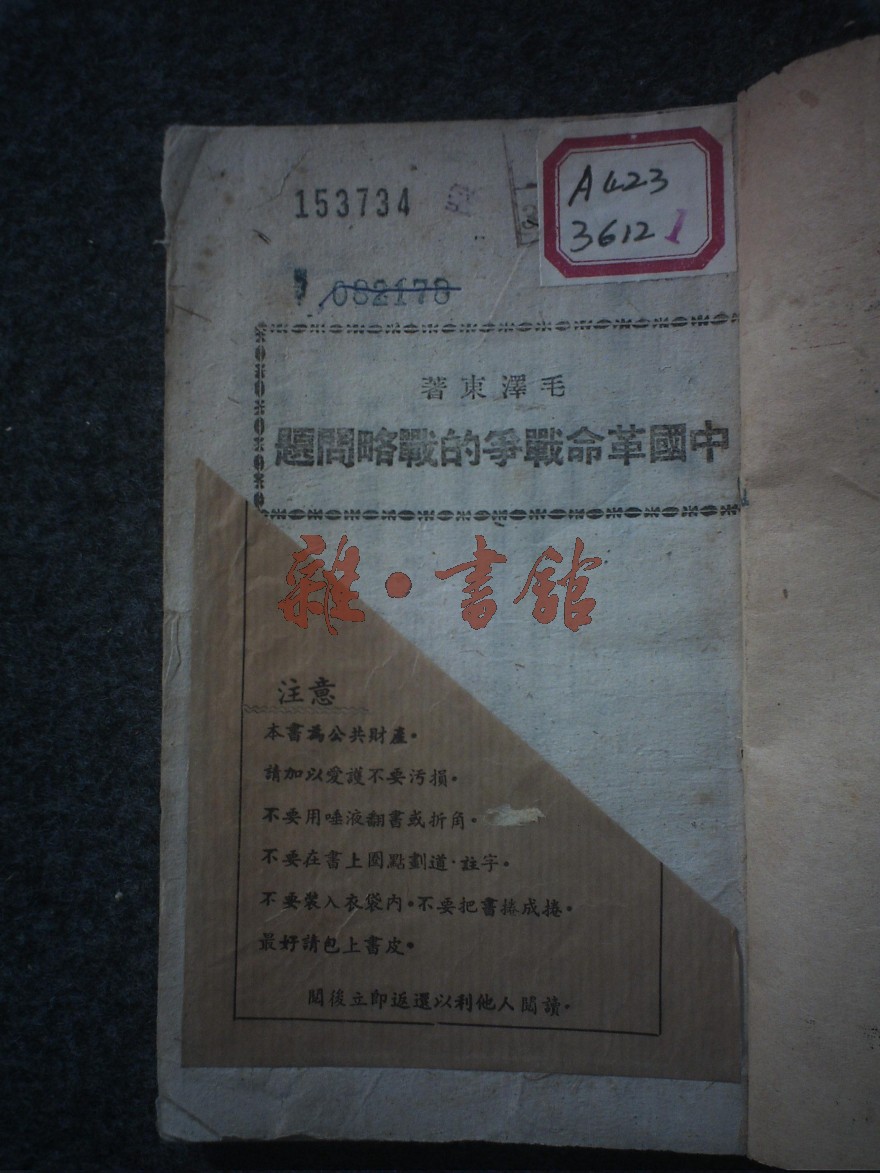 153734
A423
36121
082178
毛澤東著
中國革命戰爭的戰略問題
雜·書館
注意
本書為公共財產·
請加以愛護不要污損·
不要用唾液翻書或折角·
不要在書上圈點劃道·註字·
不要裝入衣袋內·不要把書捲成捲·
最好請包上書皮·
閱後立即返還以利他人閱讀·